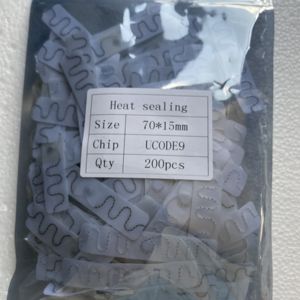 Heat sealing
Size 70*15mm
Chip UCODE9
Qty 200pcs